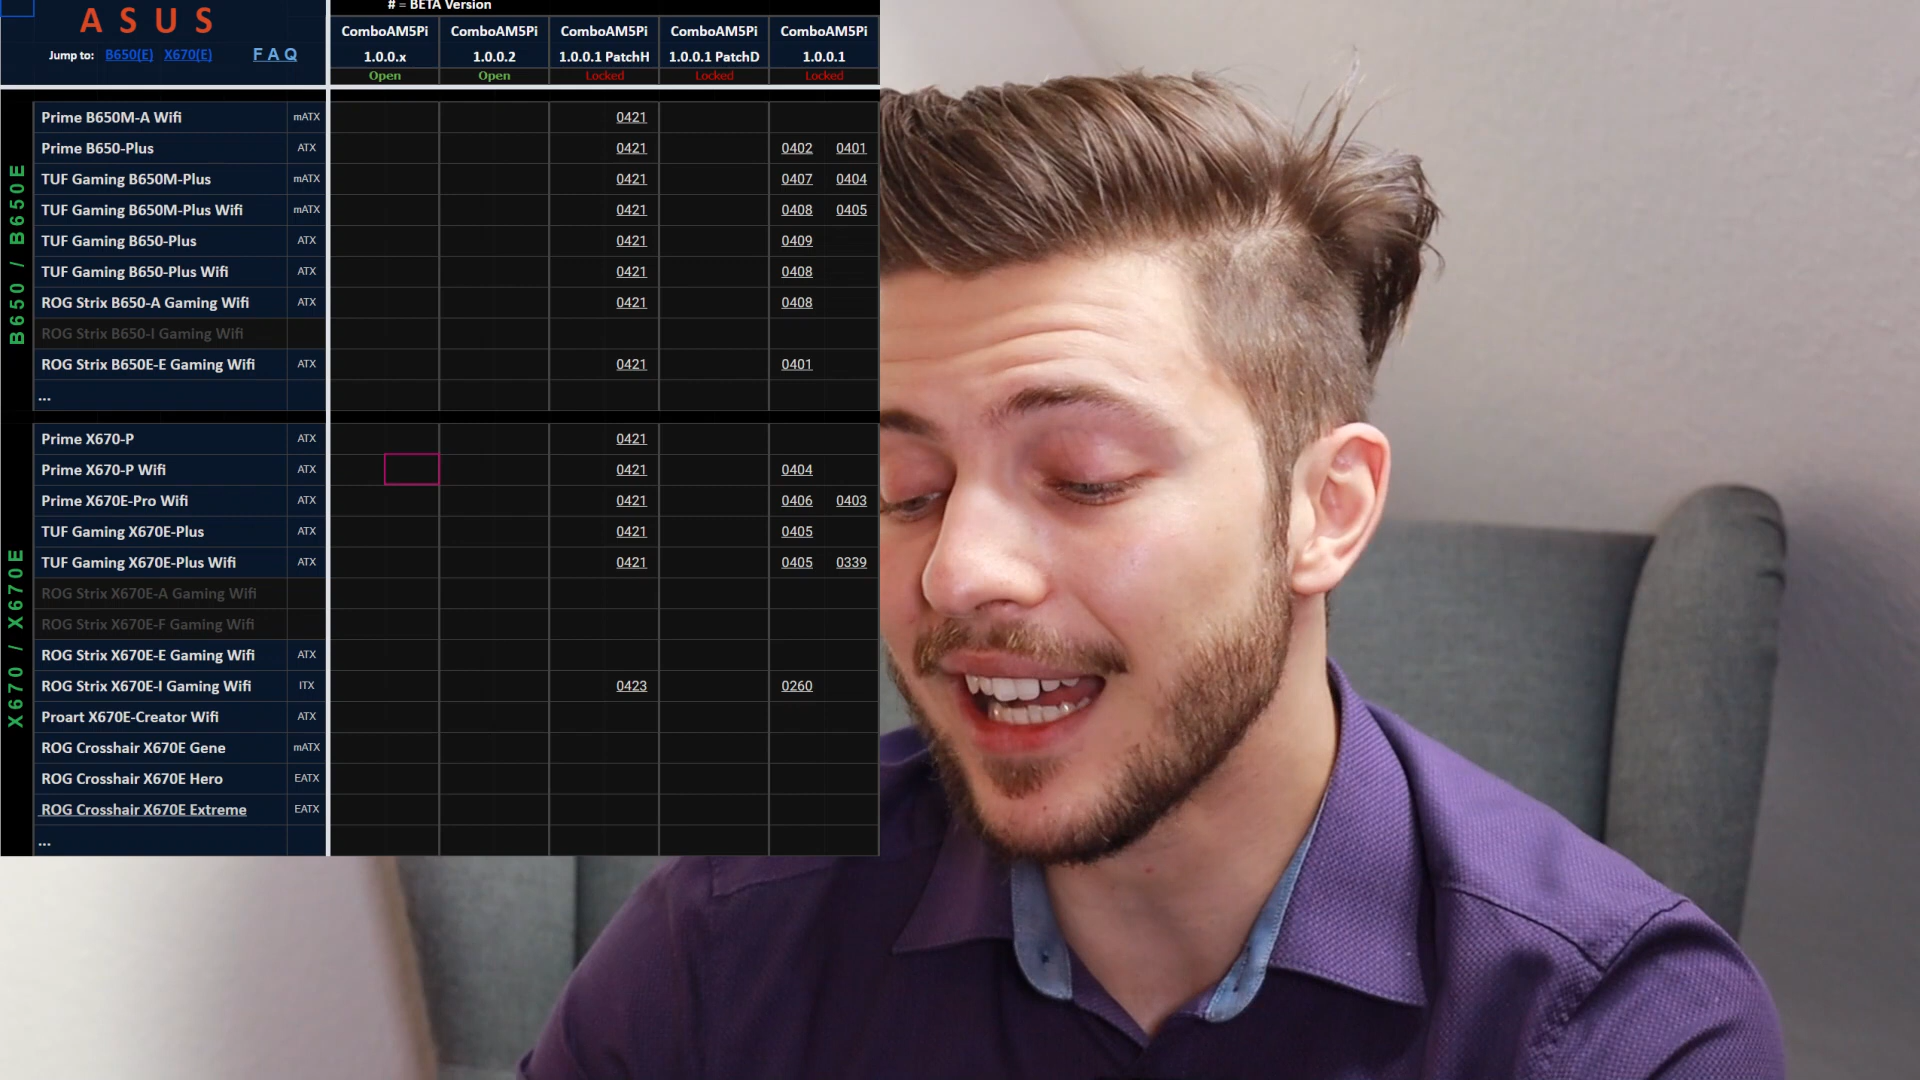 # = BETA Version
ASUS
Jump to: B650(E) X670(E) FAQ
ComboAM5Pi 1.0.0.x Open
ComboAM5Pi 1.0.0.2 Open
ComboAM5Pi 1.0.0.1 PatchH Locked
ComboAM5Pi 1.0.0.1 PatchD Locked
ComboAM5Pi 1.0.0.1 Locked
B650 / B650E
Prime B650M-A Wifi mATX 0421
Prime B650-Plus ATX 0421 0402 0401
TUF Gaming B650M-Plus mATX 0421 0407 0404
TUF Gaming B650M-Plus Wifi mATX 0421 0408 0405
TUF Gaming B650-Plus ATX 0421 0409
TUF Gaming B650-Plus Wifi ATX 0421 0408
ROG Strix B650-A Gaming Wifi ATX 0421 0408
ROG Strix B650-I Gaming Wifi
ROG Strix B650E-E Gaming Wifi ATX 0421 0401
...
X670 / X670E
Prime X670-P ATX 0421
Prime X670-P Wifi ATX 0421 0404
Prime X670E-Pro Wifi ATX 0421 0406 0403
TUF Gaming X670E-Plus ATX 0421 0405
TUF Gaming X670E-Plus Wifi ATX 0421 0405 0339
ROG Strix X670E-A Gaming Wifi
ROG Strix X670E-F Gaming Wifi
ROG Strix X670E-E Gaming Wifi ATX
ROG Strix X670E-I Gaming Wifi ITX 0423 0260
Proart X670E-Creator Wifi ATX
ROG Crosshair X670E Gene mATX
ROG Crosshair X670E Hero EATX
ROG Crosshair X670E Extreme EATX
...